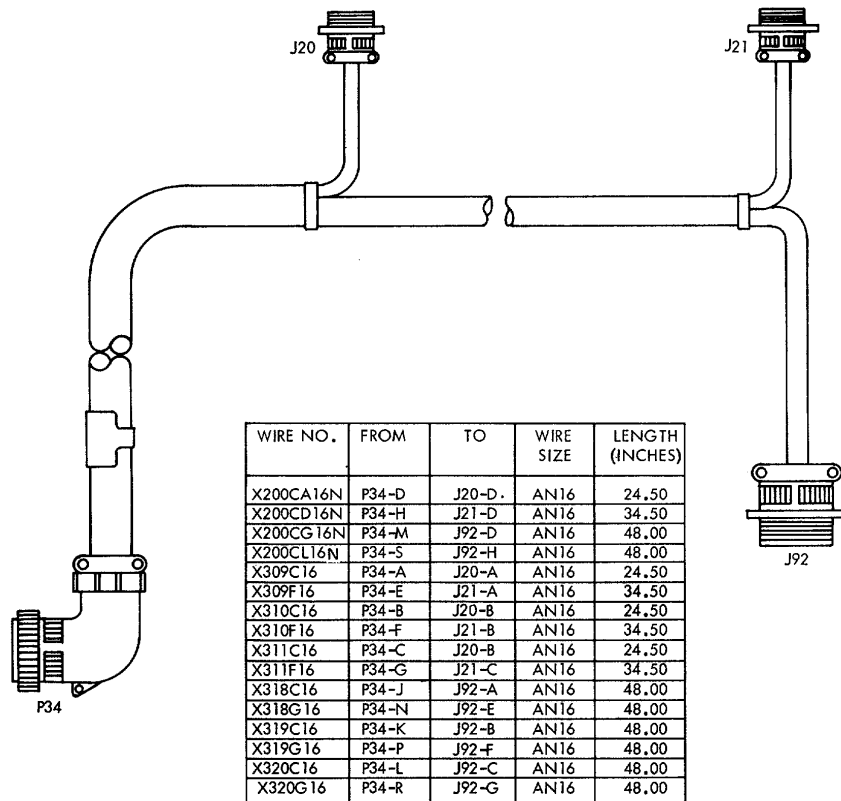 J20
J21
WIRE NO. FROM TO WIRE SIZE LENGTH (INCHES)
X200CA16N P34-D J20-D. AN16 24.50
X200CD16N P34-H J21-D AN16 34.50
X200CG16N P34-M J92-D AN16 48.00
X200CL16N P34-S J92-H AN16 48.00
X309C16 P34-A J20-A AN16 24.50
X309F16 P34-E J21-A AN16 34.50
X310C16 P34-B J20-B AN16 24.50
X310F16 P34-F J21-B AN16 34.50
X311C16 P34-C J20-B AN16 24.50
X311F16 P34-G J21-C AN16 34.50
X318C16 P34-J J92-A AN16 48.00
X318G16 P34-N J92-E AN16 48.00
X319C16 P34-K J92-B AN16 48.00
X319G16 P34-P J92-F AN16 48.00
X320C16 P34-L J92-C AN16 48.00
X320G16 P34-R J92-G AN16 48.00
J92
P34